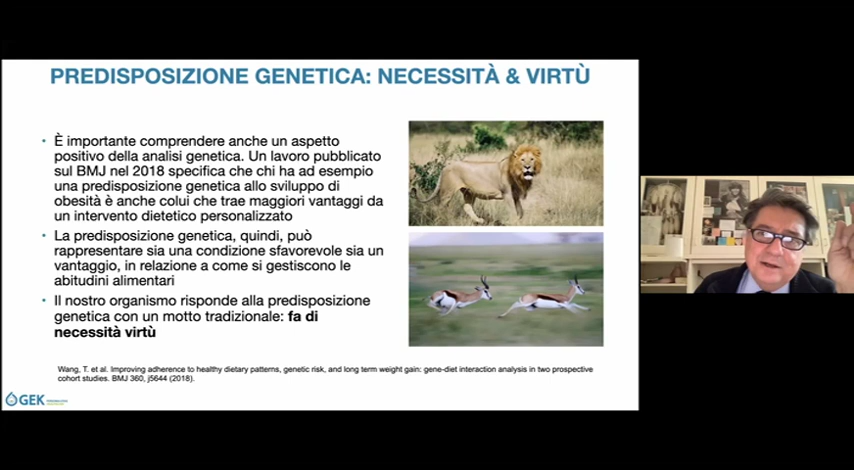 PREDISPOSIZIONE GENETICA: NECESSITÀ & VIRTÙ
• È importante comprendere anche un aspetto
positivo della analisi genetica. Un lavoro pubblicato
sul BMJ nel 2018 specifica che chi ha ad esempio
una predisposizione genetica allo sviluppo di
obesità è anche colui che trae maggiori vantaggi da
un intervento dietetico personalizzato
• La predisposizione genetica, quindi, può
rappresentare sia una condizione sfavorevole sia un
vantaggio, in relazione a come si gestiscono le
abitudini alimentari
• Il nostro organismo risponde alla predisposizione
genetica con un motto tradizionale: fa di
necessità virtù
Wang, T. et al. Improving adherence to healthy dietary patterns, genetic risk, and long term weight gain: gene-diet interaction analysis in two prospective
cohort studies. BMJ 360, j5644 (2018).
GEK